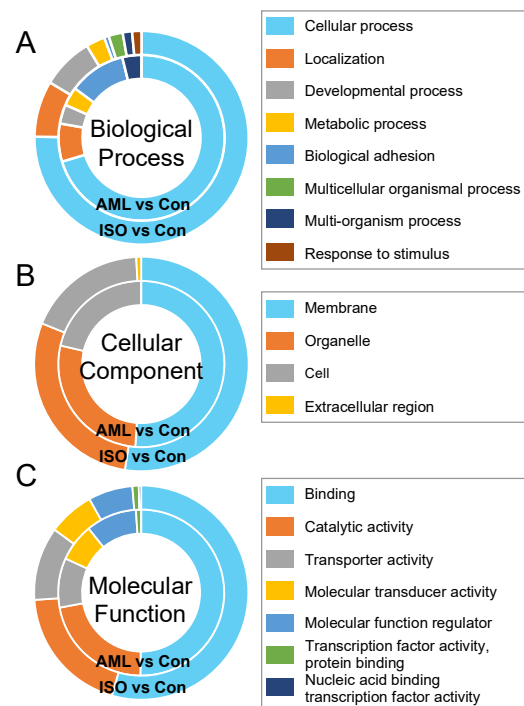 A
Biological
Process
AML vs Con
ISO vs Con
Cellular process
Localization
Developmental process
Metabolic process
Biological adhesion
Multicellular organismal process
Multi-organism process
Response to stimulus
B
Cellular
Component
AML vs Con
ISO vs Con
Membrane
Organelle
Cell
Extracellular region
C
Molecular
Function
AML vs Con
ISO vs Con
Binding
Catalytic activity
Transporter activity
Molecular transducer activity
Molecular function regulator
Transcription factor activity,
protein binding
Nucleic acid binding
transcription factor activity